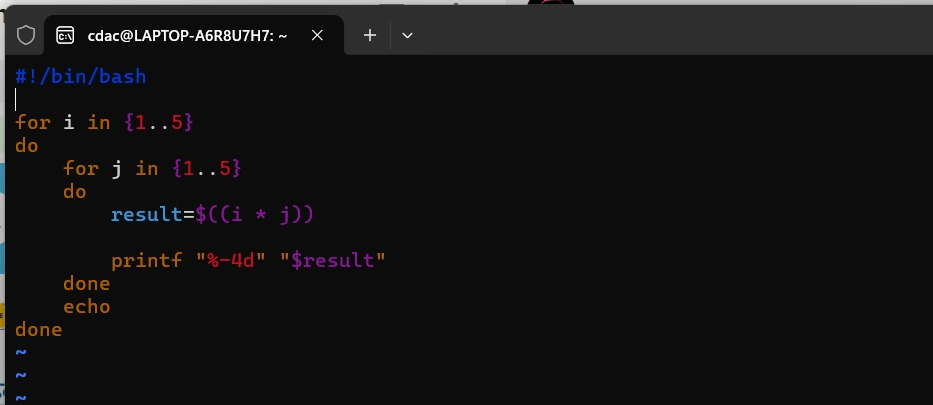 cdac@LAPTOP-A6R8U7H7: ~
#!/bin/bash

for i in {1..5}
do
    for j in {1..5}
    do
        result=$((i * j))

        printf "%-4d" "$result"
    done
    echo
done
~
~
~